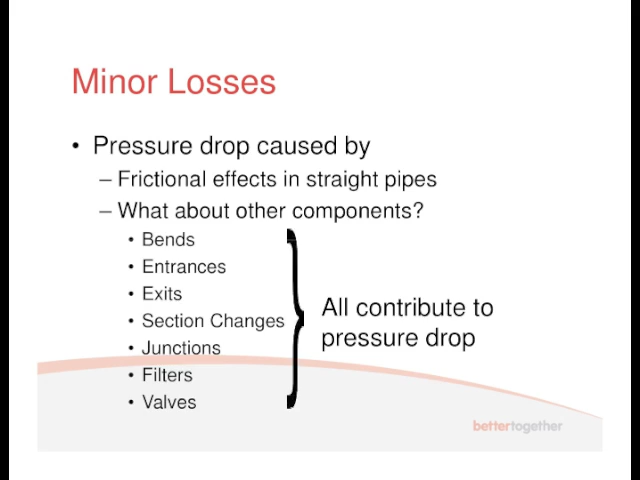 Minor Losses
• Pressure drop caused by
– Frictional effects in straight pipes
– What about other components?
• Bends
• Entrances
• Exits
• Section Changes
• Junctions
• Filters
• Valves
All contribute to
pressure drop
bettertogether